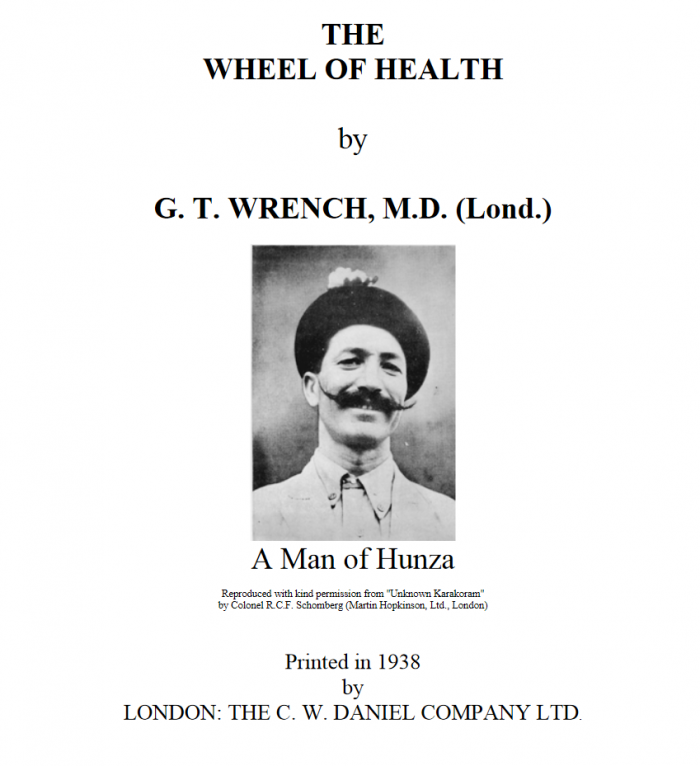 THE
WHEEL OF HEALTH
by
G. T. WRENCH, M.D. (Lond.)
A Man of Hunza
Reproduced with kind permission from "Unknown Karakoram"
by Colonel R.C.F. Schomberg (Martin Hopkinson, Ltd., London)
Printed in 1938
by
LONDON: THE C. W. DANIEL COMPANY LTD.